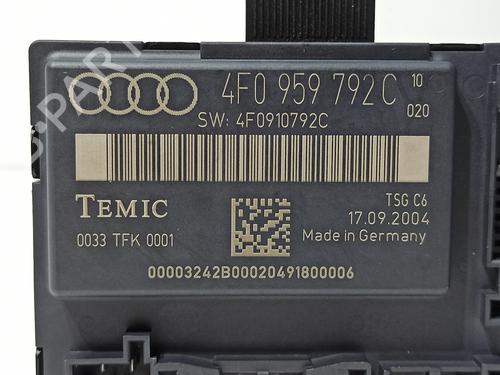 4F0 959 792 C 10
020
SW: 4F0910792C
TEMIC
TSG C6
17.09.2004
0033 TFK 0001
Made in Germany
00003242B00020491800006